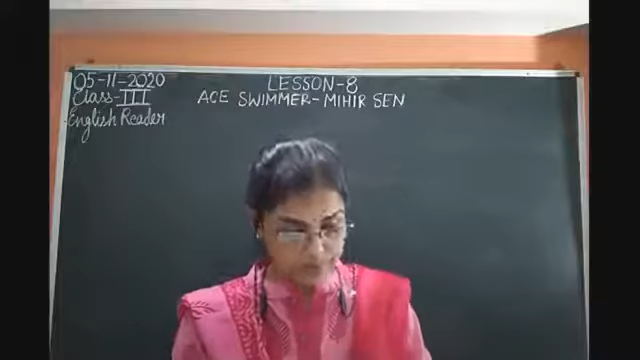 05-11-2020
Class-III
English Reader
LESSON-8
ACE SWIMMER-MIHIR SEN